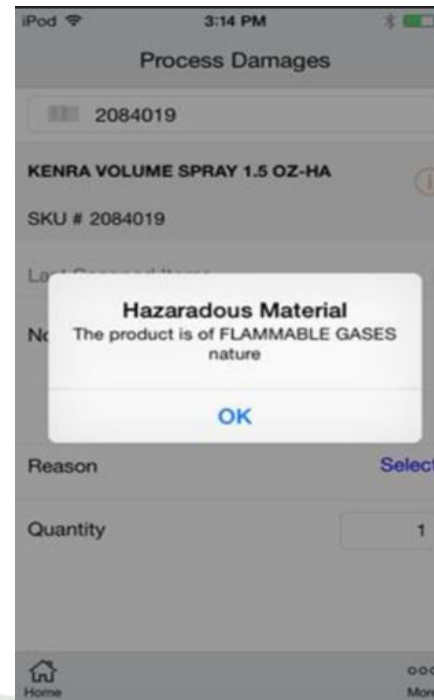 iPod 3:14 PM
Process Damages
2084019
KENRA VOLUME SPRAY 1.5 OZ-HA
SKU # 2084019
Hazaradous Material
The product is of FLAMMABLE GASES
nature
OK
Reason Select
Quantity 1
Home More